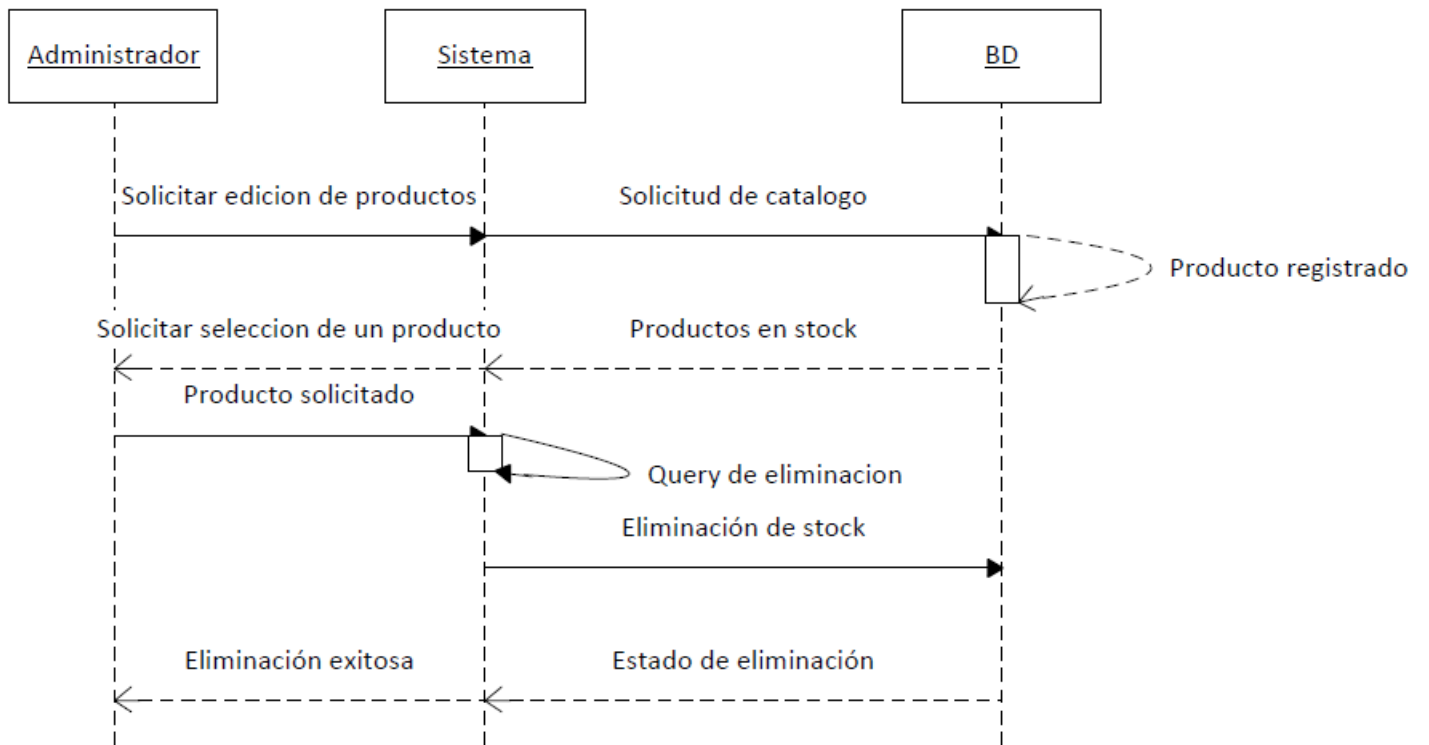 Administrador
Sistema
BD
Solicitar edicion de productos
Solicitud de catalogo
Producto registrado
Solicitar seleccion de un producto
Productos en stock
Producto solicitado
Query de eliminacion
Eliminación de stock
Eliminación exitosa
Estado de eliminación